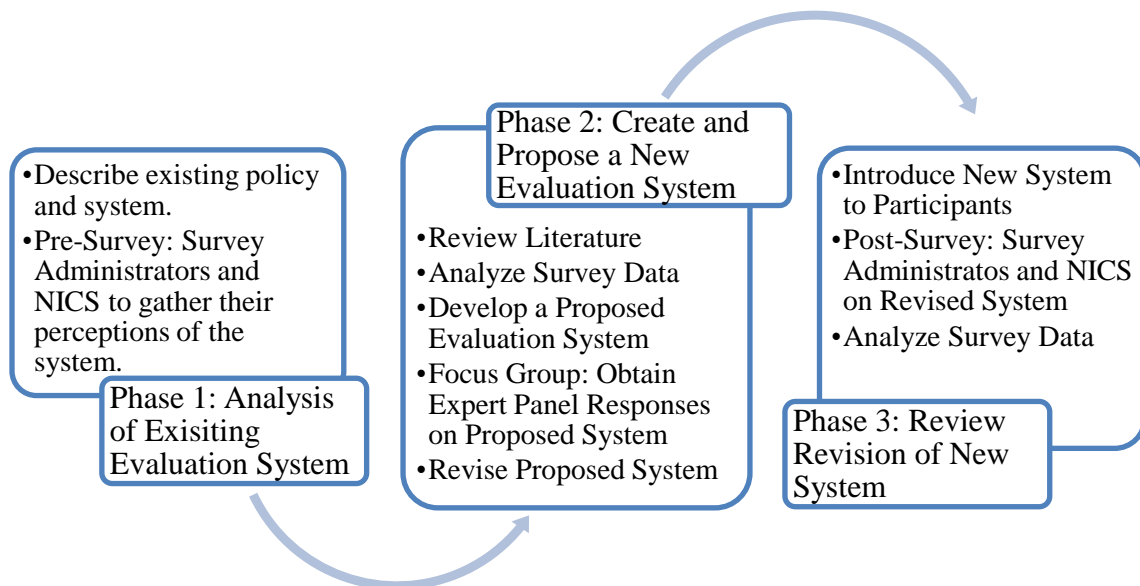 •Describe existing policy
and system.
•Pre-Survey: Survey
Administrators and
NICS to gather their
perceptions of the
system.
Phase 1: Analysis
of Exisiting
Evaluation System
Phase 2: Create and
Propose a New
Evaluation System
•Review Literature
•Analyze Survey Data
•Develop a Proposed
Evaluation System
•Focus Group: Obtain
Expert Panel Responses
on Proposed System
•Revise Proposed System
•Introduce New System
to Participants
•Post-Survey: Survey
Administratos and NICS
on Revised System
•Analyze Survey Data
Phase 3: Review
Revision of New
System